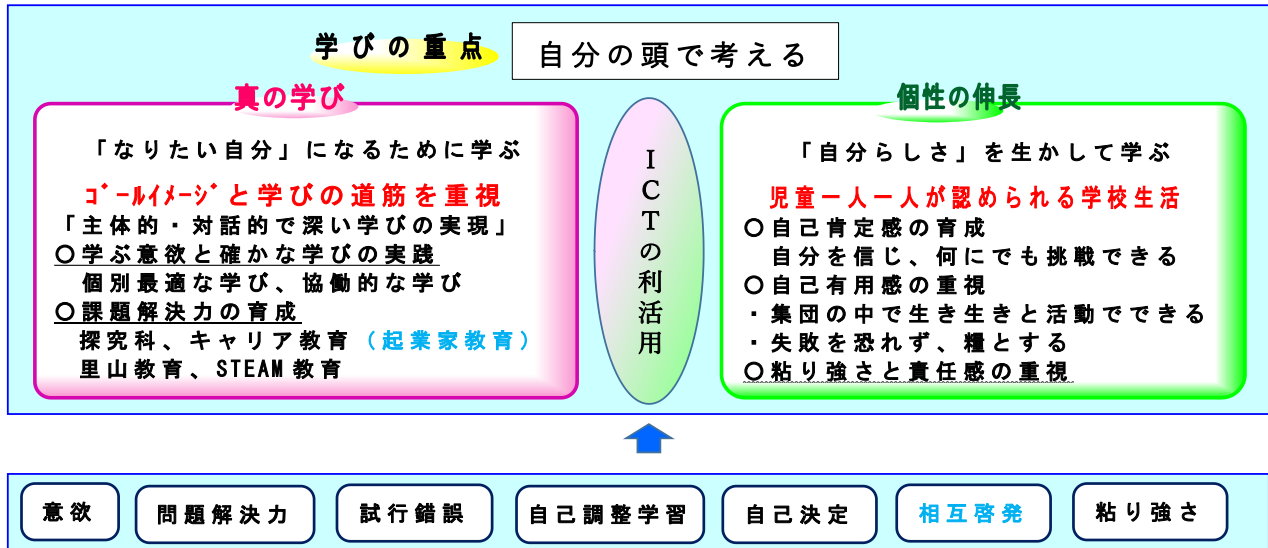 学びの重点
自分の頭で考える
真の学び
「なりたい自分」になるために学ぶ
ｺﾞｰﾙｲﾒｰｼﾞと学びの道筋を重視
「主体的・対話的で深い学びの実現」
〇学ぶ意欲と確かな学びの実践
個別最適な学び、協働的な学び
〇課題解決力の育成
探究科、キャリア教育（起業家教育）
里山教育、STEAM教育
ICTの利活用
個性の伸長
「自分らしさ」を生かして学ぶ
児童一人一人が認められる学校生活
〇自己肯定感の育成
自分を信じ、何にでも挑戦できる
〇自己有用感の重視
・集団の中で生き生きと活動でできる
・失敗を恐れず、糧とする
〇粘り強さと責任感の重視
意欲
問題解決力
試行錯誤
自己調整学習
自己決定
相互啓発
粘り強さ